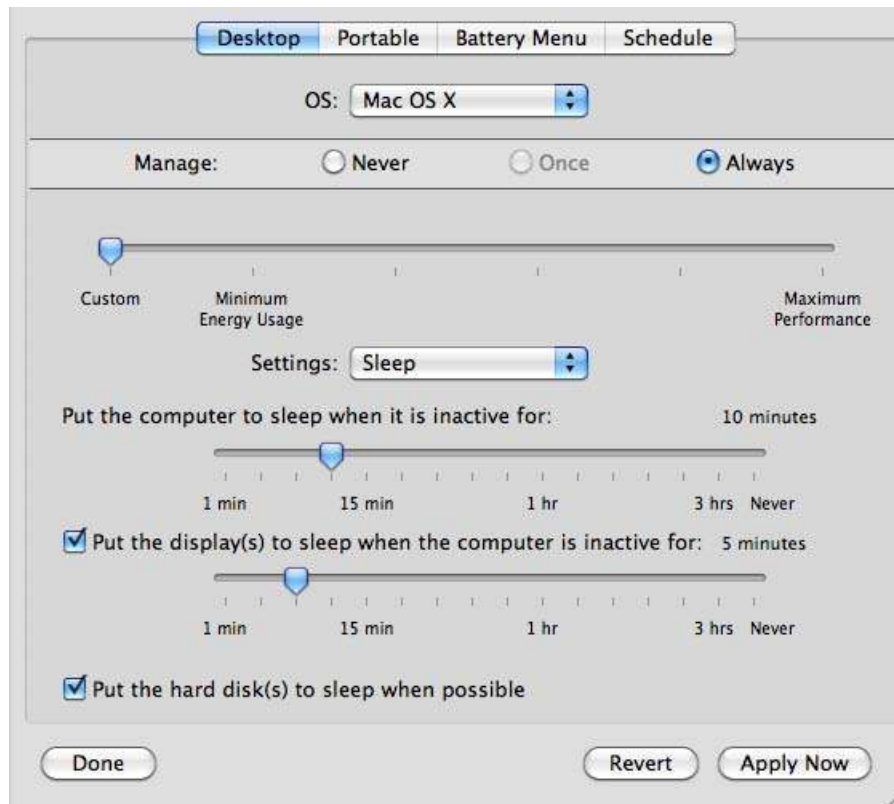 Desktop Portable Battery Menu Schedule
OS: Mac OS X
Manage: Never Once Always
Custom Minimum Energy Usage Maximum Performance
Settings: Sleep
Put the computer to sleep when it is inactive for: 10 minutes
1 min 15 min 1 hr 3 hrs Never
Put the display(s) to sleep when the computer is inactive for: 5 minutes
1 min 15 min 1 hr 3 hrs Never
Put the hard disk(s) to sleep when possible
Done Revert Apply Now